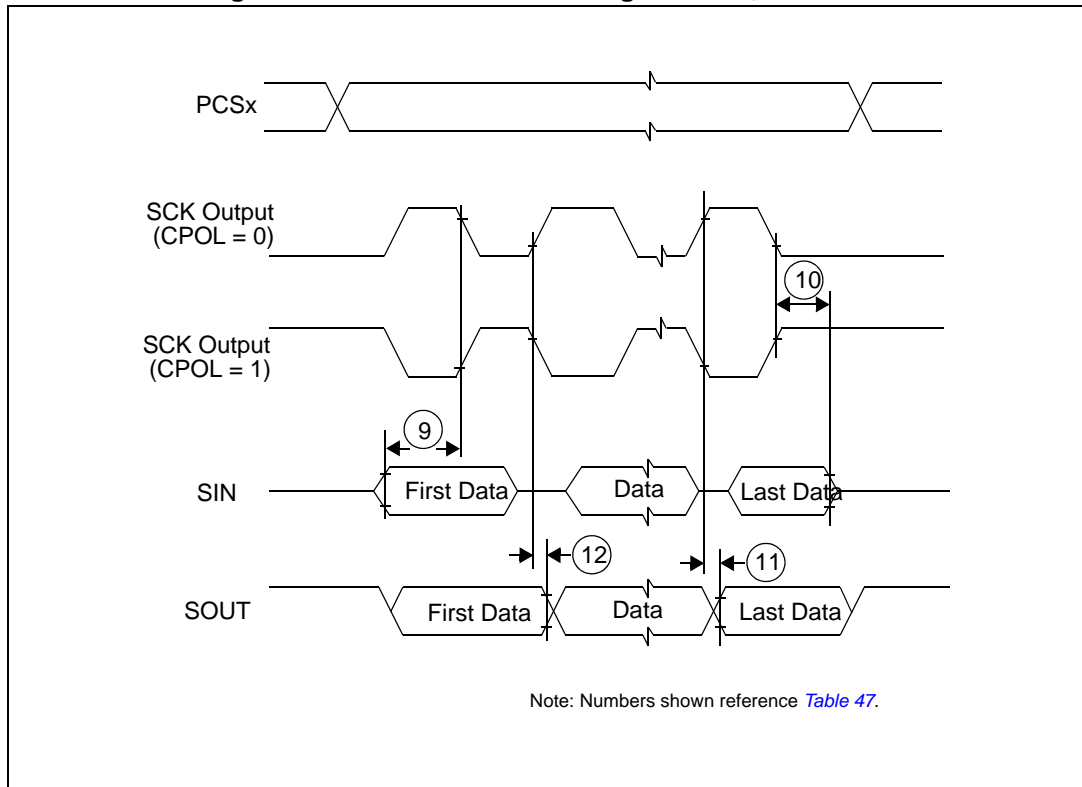 PCSx
SCK Output
(CPOL = 0)
10
SCK Output
(CPOL = 1)
9
SIN
First Data
Data
Last Data
12
11
SOUT
First Data
Data
Last Data
Note: Numbers shown reference Table 47.